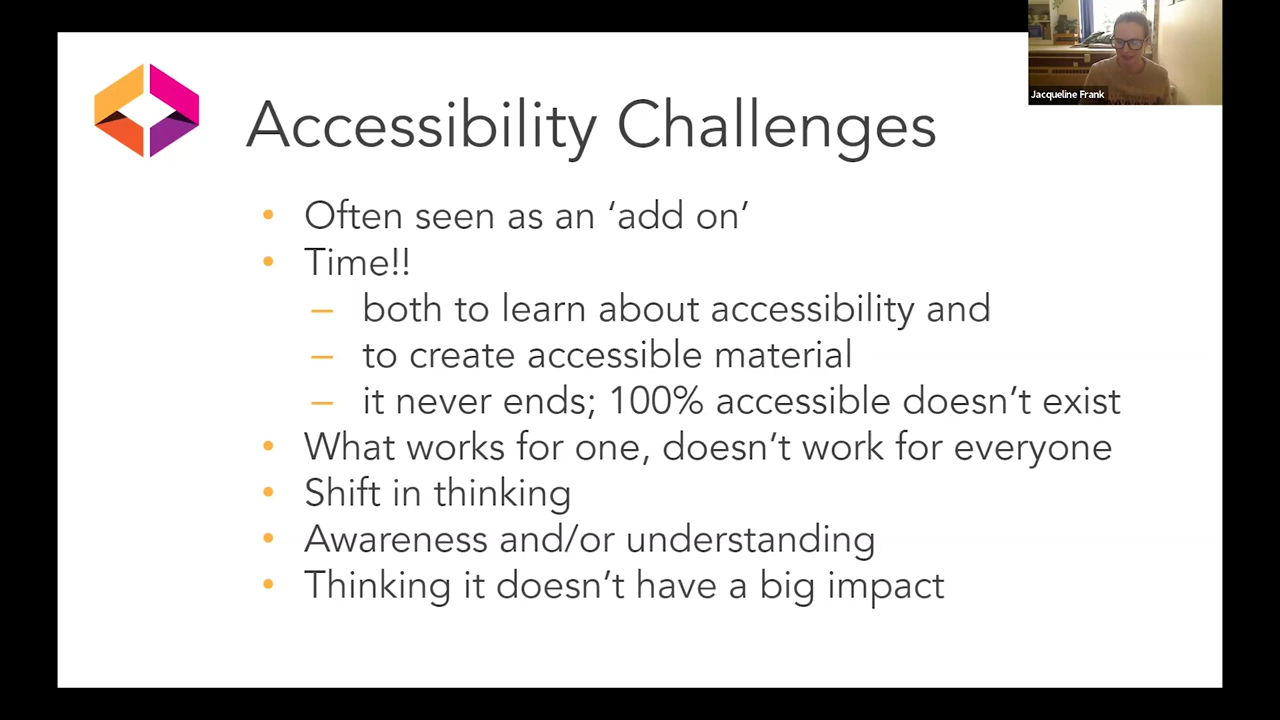 Jacqueline Frank
Accessibility Challenges
• Often seen as an ‘add on’
• Time!!
– both to learn about accessibility and
– to create accessible material
– it never ends; 100% accessible doesn’t exist
• What works for one, doesn’t work for everyone
• Shift in thinking
• Awareness and/or understanding
• Thinking it doesn’t have a big impact